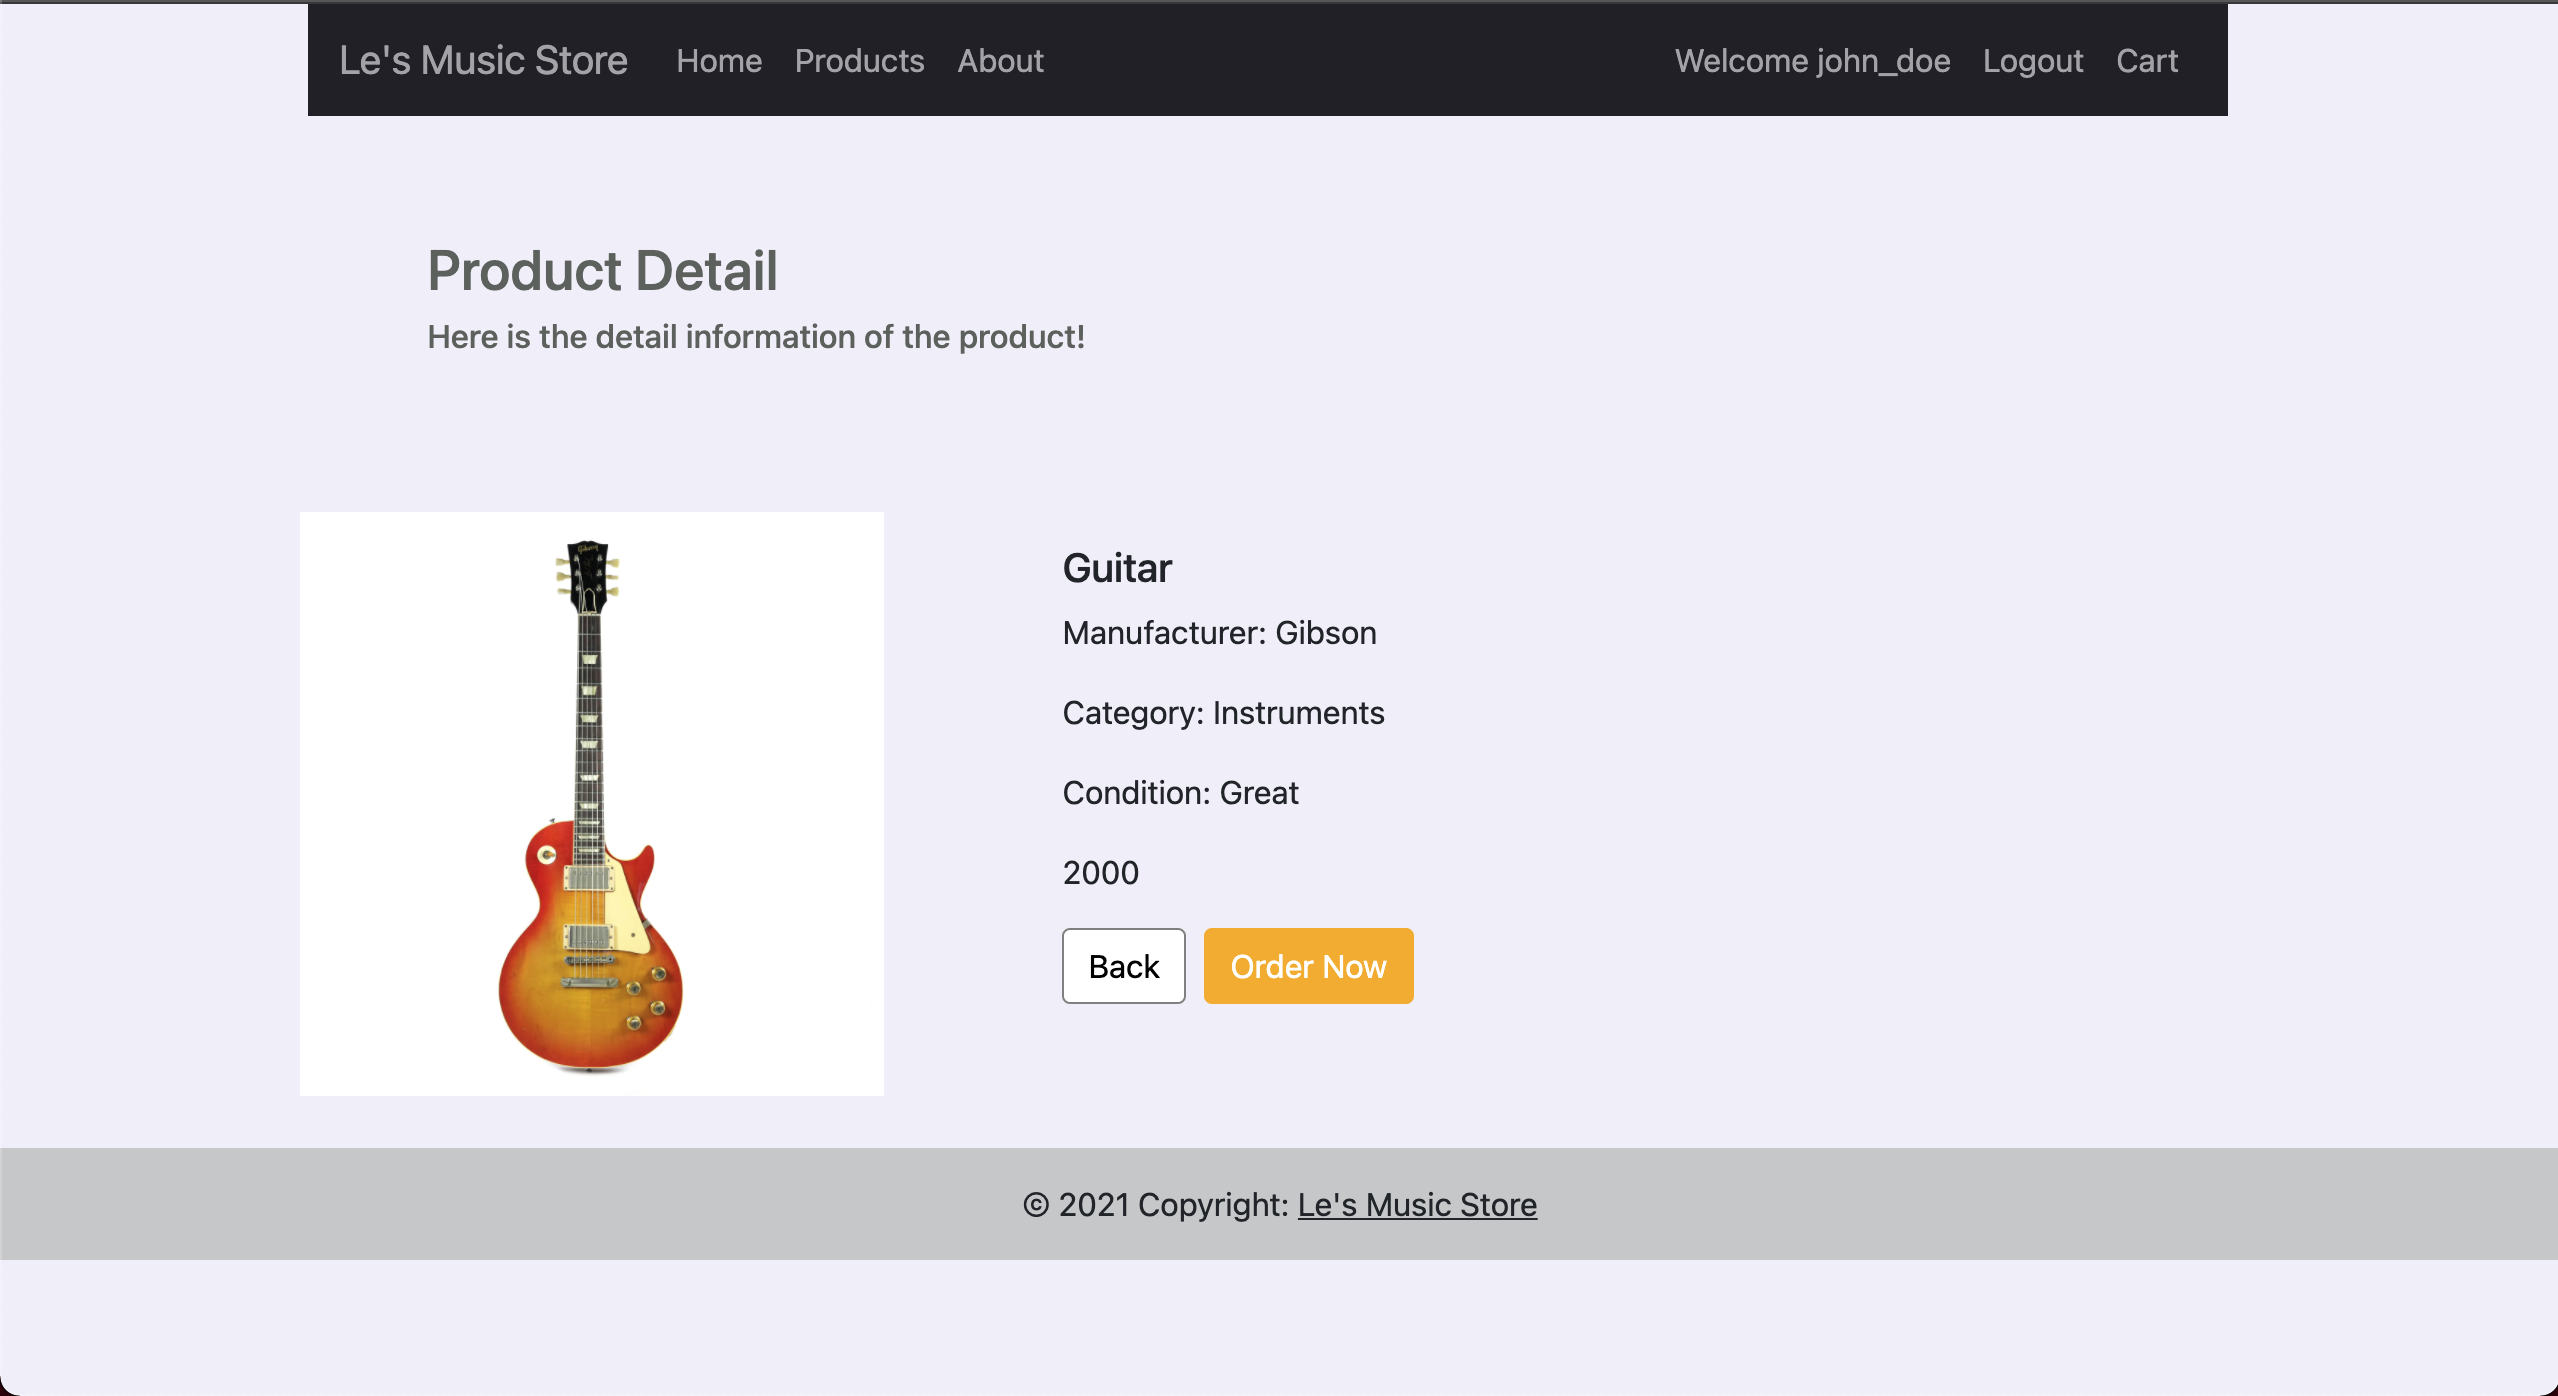 Le's Music Store Home Products About Welcome john_doe Logout Cart
Product Detail
Here is the detail information of the product!
Gibson
Guitar
Manufacturer: Gibson
Category: Instruments
Condition: Great
2000
Back Order Now
© 2021 Copyright: Le's Music Store